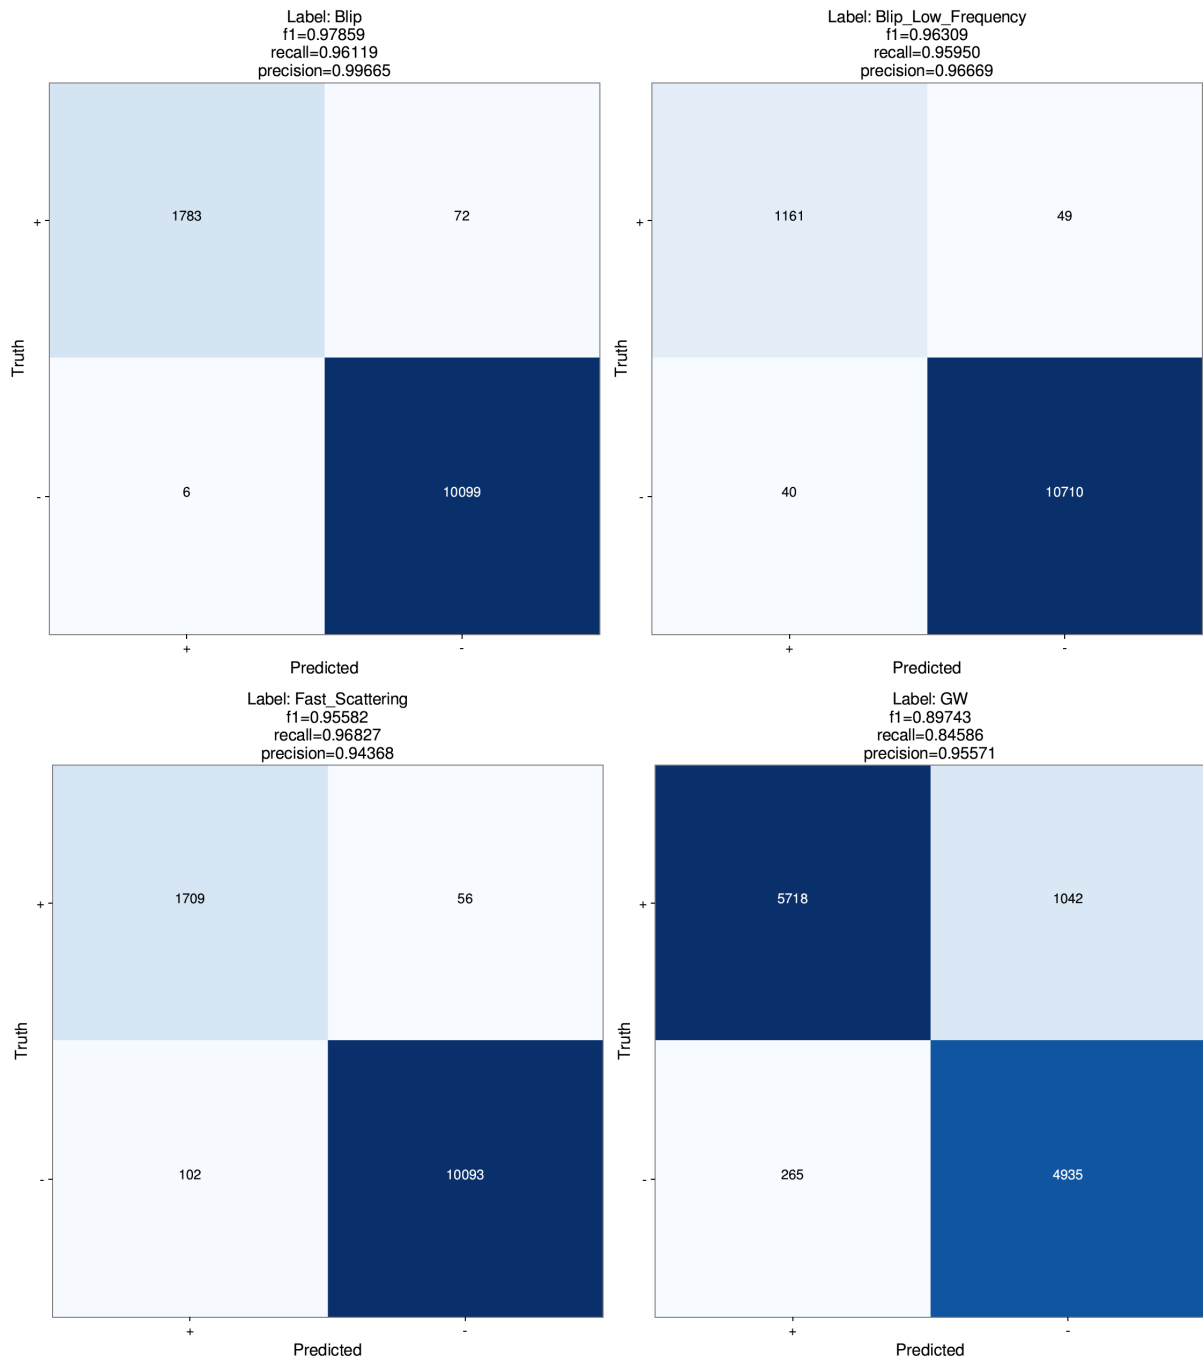 Label: Blip
f1=0.97859
recall=0.96119
precision=0.99665
+
1783
72
Truth
-
6
10099
+
-
Predicted
Label: Blip_Low_Frequency
f1=0.96309
recall=0.95950
precision=0.96669
+
1161
49
Truth
-
40
10710
+
-
Predicted
Label: Fast_Scattering
f1=0.95582
recall=0.96827
precision=0.94368
+
1709
56
Truth
-
102
10093
+
-
Predicted
Label: GW
f1=0.89743
recall=0.84586
precision=0.95571
+
5718
1042
Truth
-
265
4935
+
-
Predicted